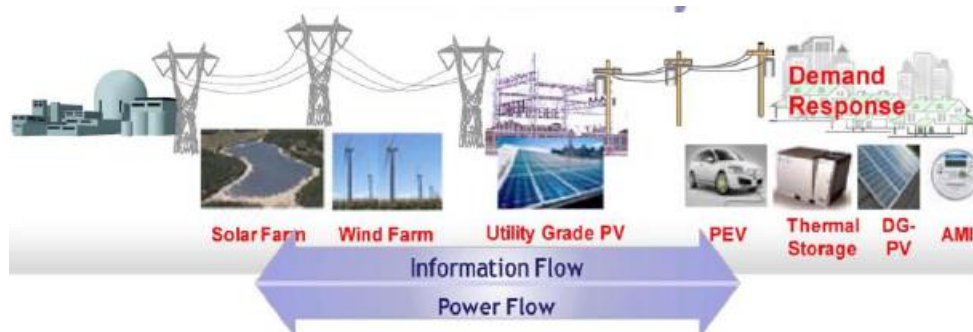 Demand
Response
Solar Farm
Wind Farm
Utility Grade PV
PEV
Thermal
Storage
DG-
PV
AMI
Information Flow
Power Flow